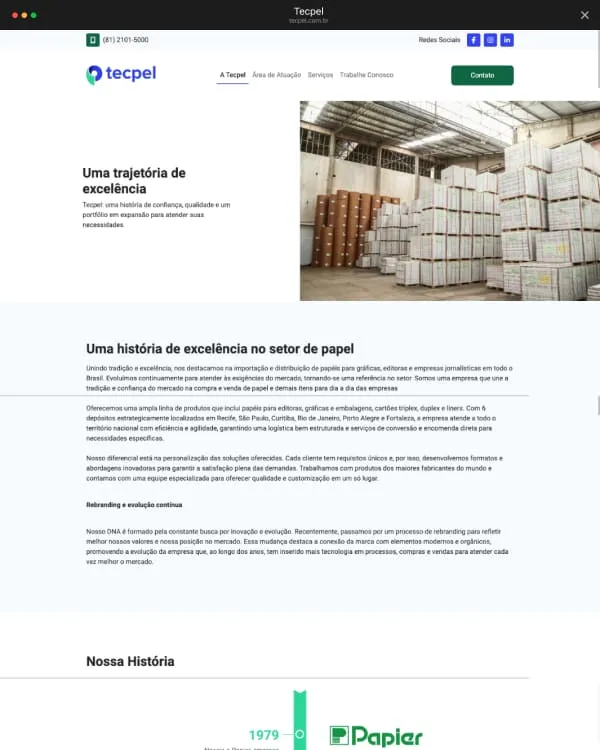 Tecpel
tecpel.com.br
(81) 2101-5000
Redes Sociais
tecpel
A Tecpel
Área de Atuação
Serviços
Trabalhe Conosco
Contato
Uma trajetória de
excelência
Tecpel: uma história de confiança, qualidade e um
portfólio em expansão para atender suas
necessidades.
Uma história de excelência no setor de papel
Unindo tradição e excelência, nos destacamos na importação e distribuição de papéis para gráficas, editoras e empresas jornalísticas em todo o
Brasil. Evoluímos continuamente para atender às exigências do mercado, tornando-se uma referência no setor. Somos uma empresa que une a
tradição e confiança do mercado na compra e venda de papel e demais itens para dia a dia das empresas
Oferecemos uma ampla linha de produtos que inclui papéis para editoras, gráficas e embalagens, cartões triplex, duplex e liners. Com 6
depósitos estrategicamente localizados em Recife, São Paulo, Curitiba, Rio de Janeiro, Porto Alegre e Fortaleza, a empresa atende a todo o
território nacional com eficiência e agilidade, garantindo uma logística bem estruturada e serviços de conversão e encomenda direta para
necessidades específicas.
Nosso diferencial está na personalização das soluções oferecidas. Cada cliente tem requisitos únicos e, por isso, desenvolvemos formatos e
abordagens inovadoras para garantir a satisfação plena das demandas. Trabalhamos com produtos dos maiores fabricantes do mundo e
contamos com uma equipe especializada para oferecer qualidade e customização em um só lugar.
Rebranding e evolução contínua
Nosso DNA é formado pela constante busca por inovação e evolução. Recentemente, passamos por um processo de rebranding para refletir
melhor nossos valores e nossa posição no mercado. Essa mudança destaca a conexão da marca com elementos modernos e orgânicos,
promovendo a evolução da empresa que, ao longo dos anos, tem inserido mais tecnologia em processos, compras e vendas para atender cada
vez melhor o mercado.
Nossa História
1979
Papier